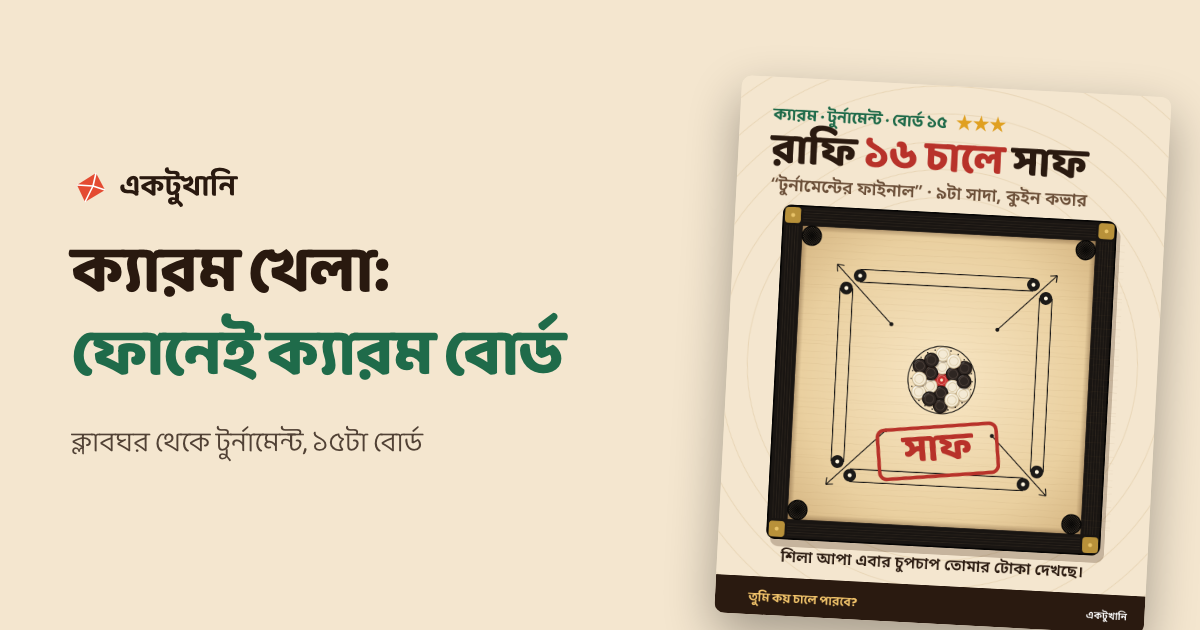 একটুখানি
ক্যারম খেলা:
ফোনেই ক্যারম বোর্ড
ক্লাবঘর থেকে টুর্নামেন্ট, ১৫টা বোর্ড
ক্যারম · টুর্নামেন্ট · বোর্ড ১৫ ★★★
রাফি ১৬ চালে সাফ
“টুর্নামেন্টের ফাইনাল” · ৯টা সাদা, কুইন কভার
সাফ
শিলা আপা এবার চুপচাপ তোমার টোকা দেখছে।
তুমি কয় চালে পারবে?
একটুখানি